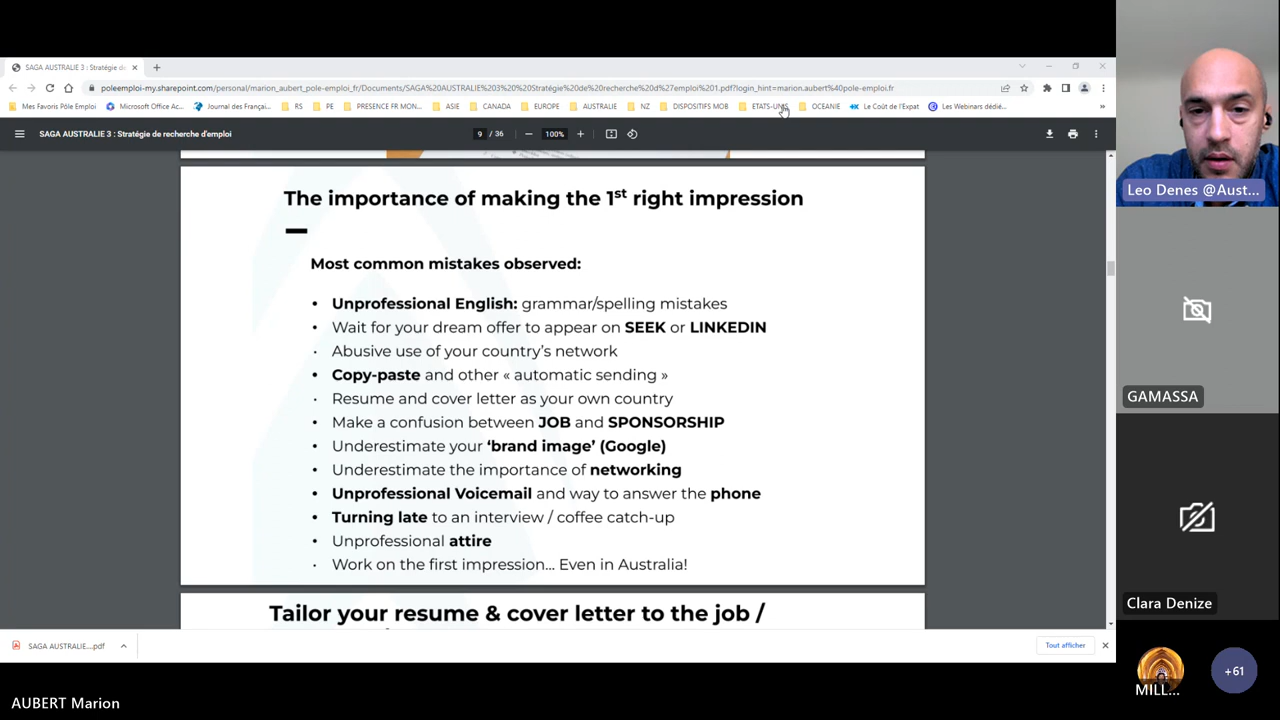 SAGA AUSTRALIE 3 : Stratégie de
poleemploi-my.sharepoint.com/personal/marion_aubert_pole-emploi_fr/Documents/SAGA%20AUSTRALIE%203%20%20Stratégie%20de%20recherche%20d%27emploi%201.pdf?login_hint=marion.aubert%40pole-emploi.fr
Mes Favoris Pôle Emploi Microsoft Office Ac... Journal des Françai... RS PE PRESENCE FR MON... ASIE CANADA EUROPE AUSTRALIE NZ DISPOSITIFS MOB ETATS-UNIS OCEANIE Le Coût de l'Expat Les Webinars dédié... »
SAGA AUSTRALIE 3 : Stratégie de recherche d'emploi 9 / 36 − 100% +
The importance of making the 1st right impression
Most common mistakes observed:
• Unprofessional English: grammar/spelling mistakes
• Wait for your dream offer to appear on SEEK or LINKEDIN
• Abusive use of your country's network
• Copy-paste and other « automatic sending »
• Resume and cover letter as your own country
• Make a confusion between JOB and SPONSORSHIP
• Underestimate your ‘brand image’ (Google)
• Underestimate the importance of networking
• Unprofessional Voicemail and way to answer the phone
• Turning late to an interview / coffee catch-up
• Unprofessional attire
• Work on the first impression... Even in Australia!
Tailor your resume & cover letter to the job /
SAGA AUSTRALIE....pdf Tout afficher
AUBERT Marion
Leo Denes @Aust...
GAMASSA
Clara Denize
MILL...
+61